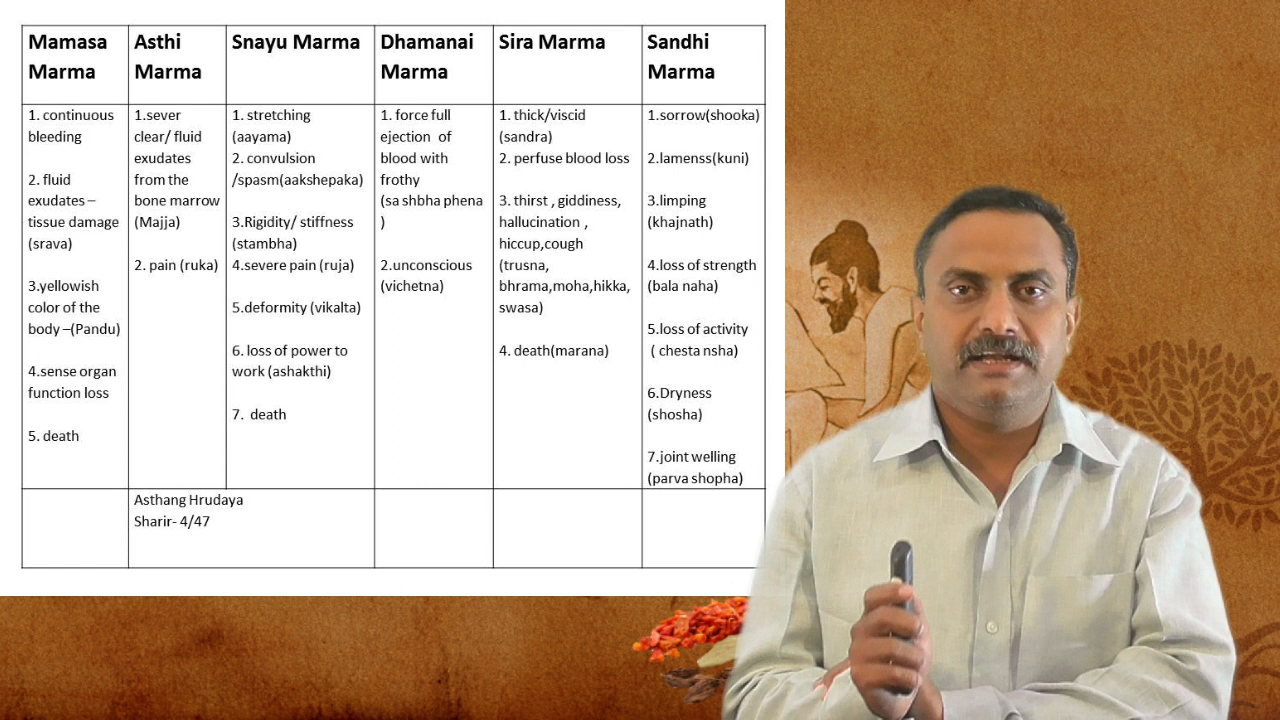 Mamasa
Marma
Asthi
Marma
Snayu Marma
Dhamanai
Marma
Sira Marma
Sandhi
Marma
1. continuous
bleeding
2. fluid
exudates –
tissue damage
(srava)
3.yellowish
color of the
body –(Pandu)
4.sense organ
function loss
5. death
1.sever
clear/ fluid
exudates
from the
bone marrow
(Majja)
2. pain (ruka)
1. stretching
(aayama)
2. convulsion
/spasm(aakshepaka)
3.Rigidity/ stiffness
(stambha)
4.severe pain (ruja)
5.deformity (vikalta)
6. loss of power to
work (ashakthi)
7. death
1. force full
ejection of
blood with
frothy
(sa shbha phena
)
2.unconscious
(vichetna)
1. thick/viscid
(sandra)
2. perfuse blood loss
3. thirst , giddiness,
hallucination ,
hiccup,cough
(trusna,
bhrama,moha,hikka,
swasa)
4. death(marana)
1.sorrow(shooka)
2.lamenss(kuni)
3.limping
(khajnath)
4.loss of strength
(bala naha)
5.loss of activity
( chesta nsha)
6.Dryness
(shosha)
7.joint welling
(parva shopha)
Asthang Hrudaya
Sharir- 4/47